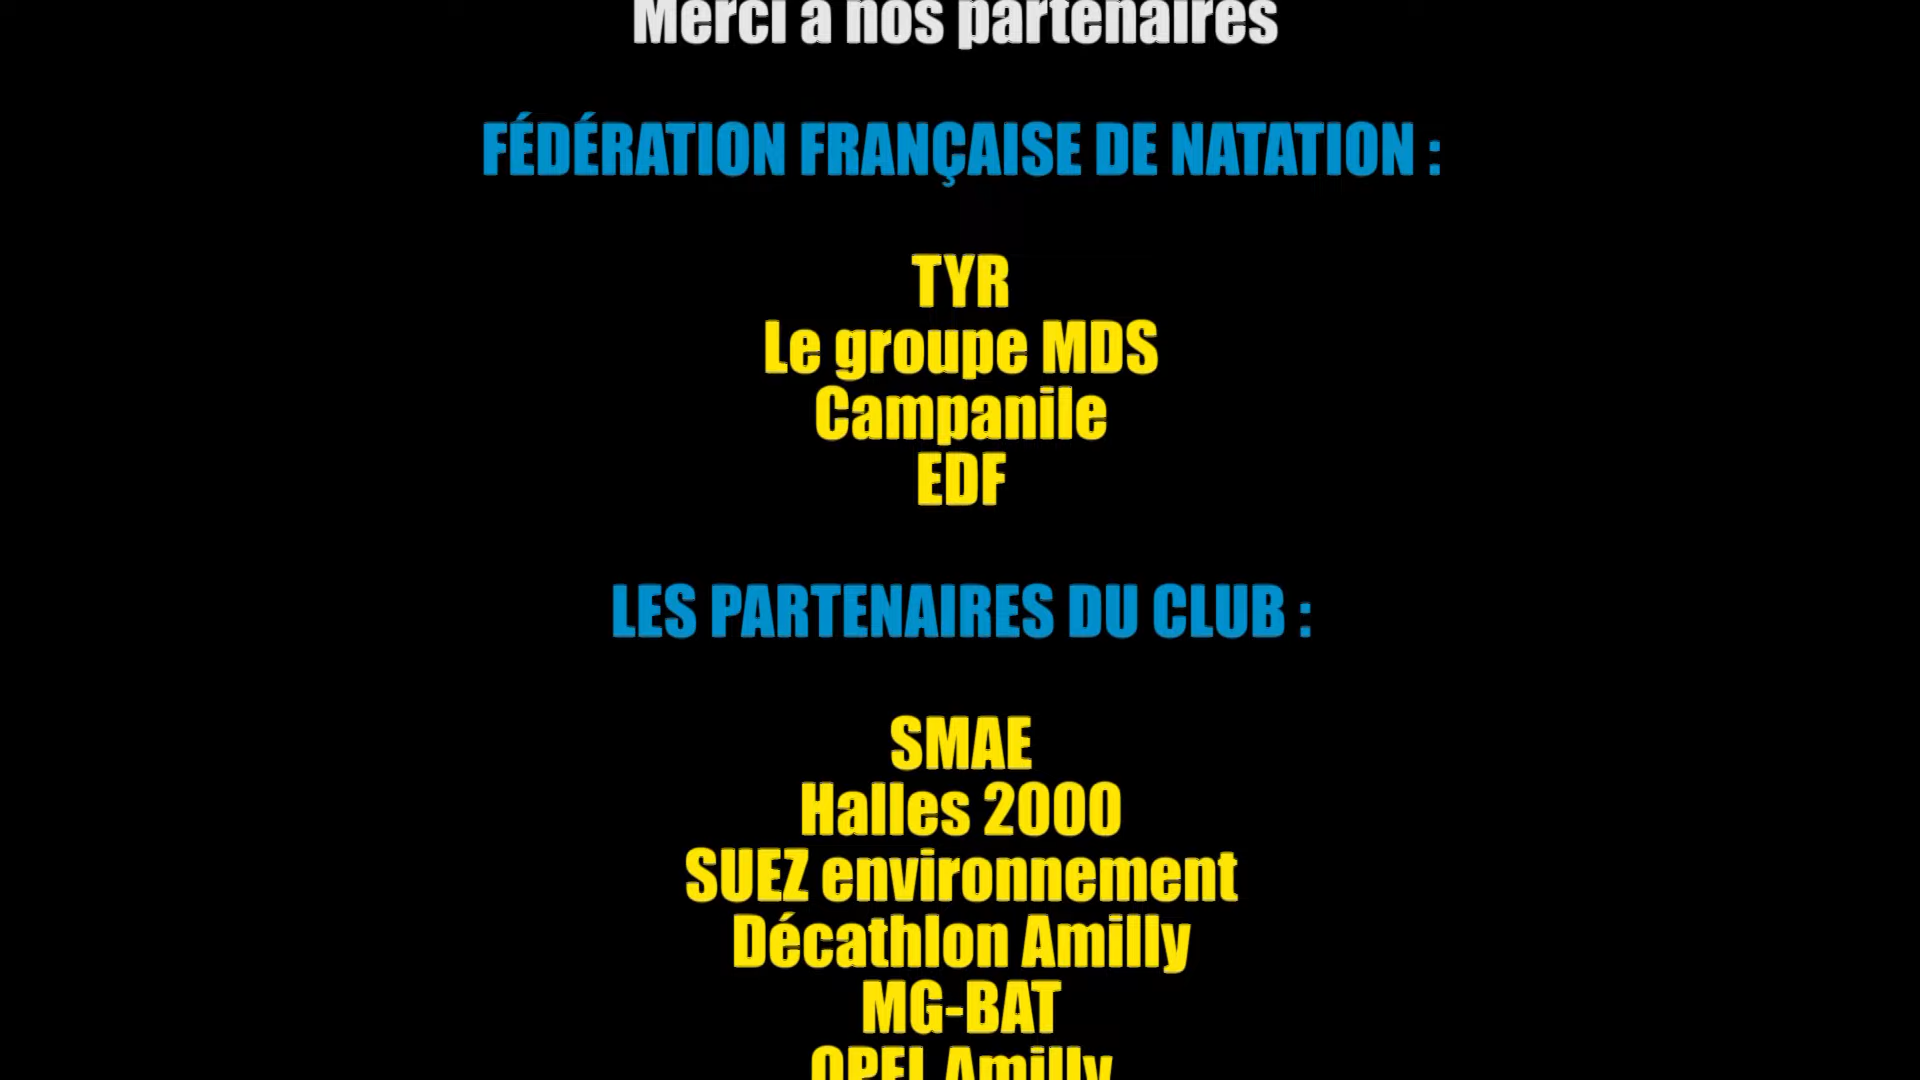 Merci à nos partenaires
FÉDÉRATION FRANÇAISE DE NATATION :
TYR
Le groupe MDS
Campanile
EDF
LES PARTENAIRES DU CLUB :
SMAE
Halles 2000
SUEZ environnement
Décathlon Amilly
MG-BAT
OPEL Amilly